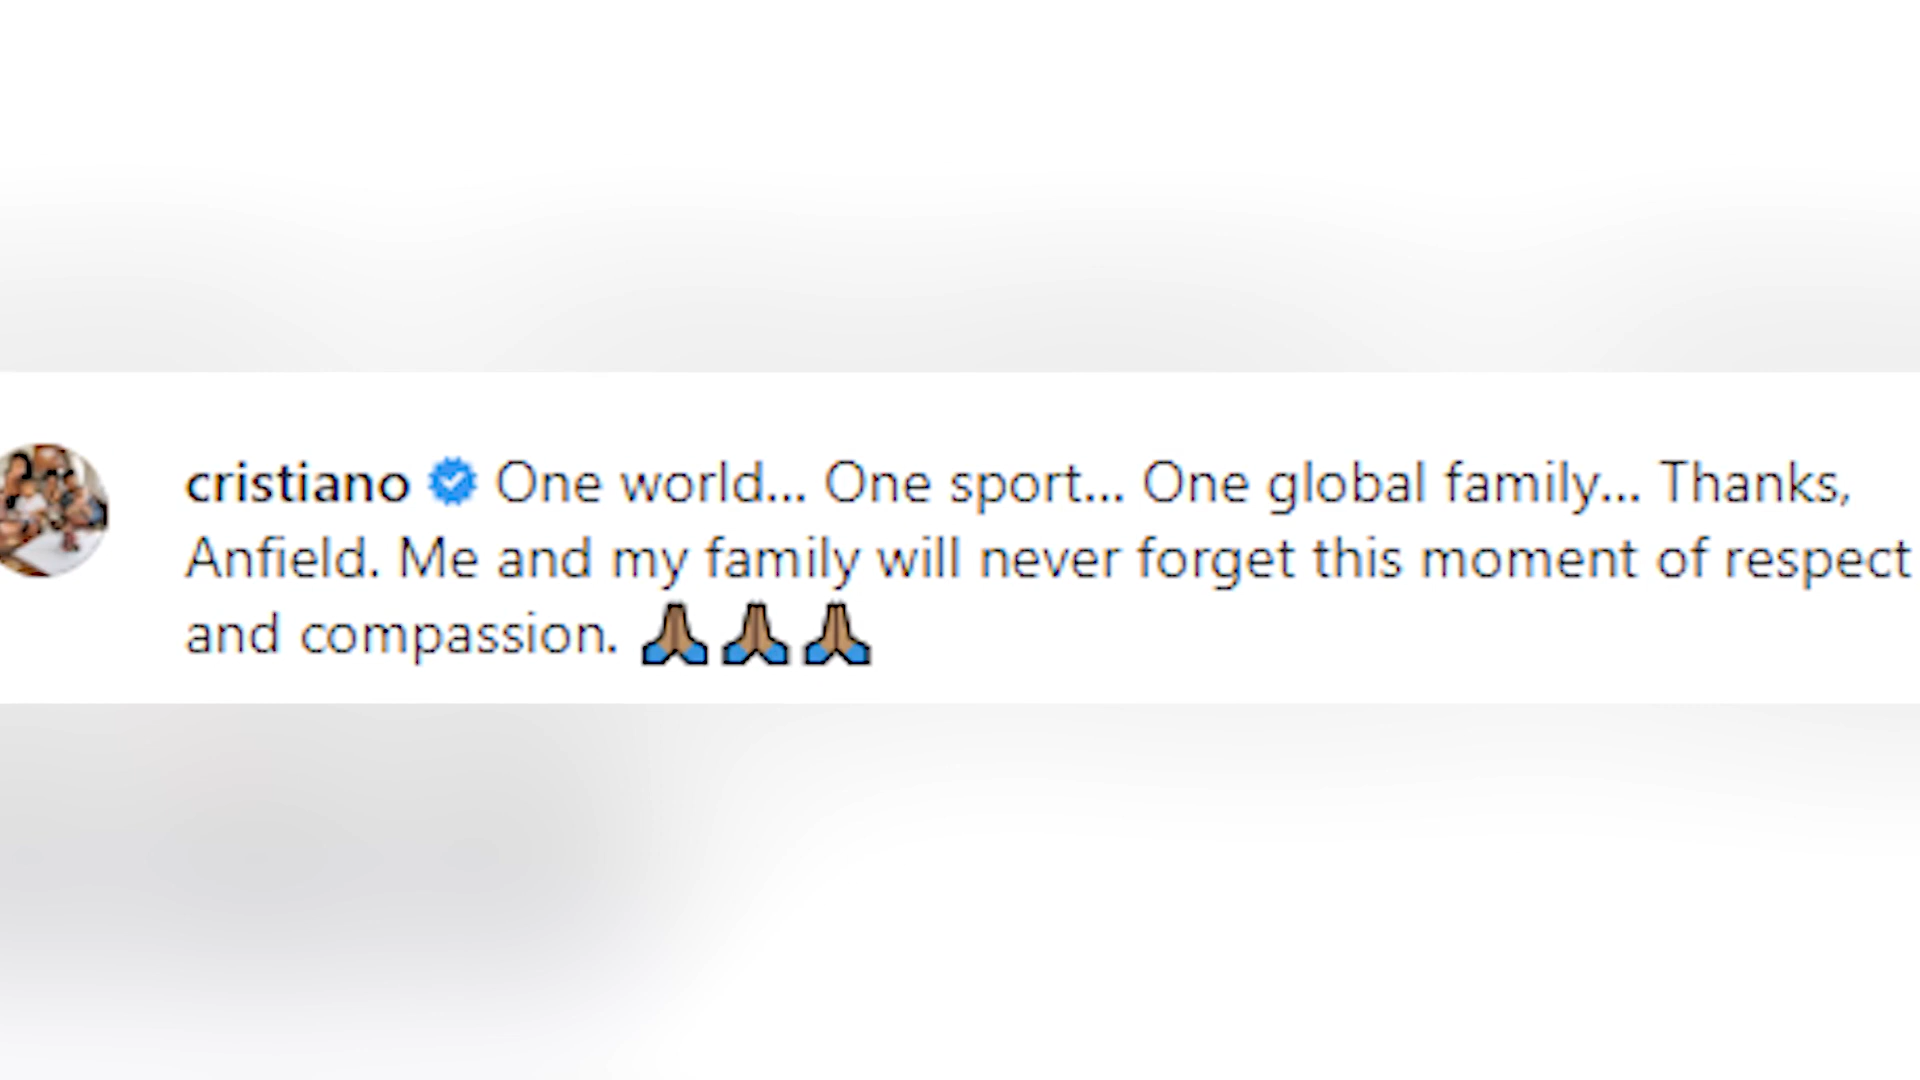 cristiano One world... One sport... One global family... Thanks,
Anfield. Me and my family will never forget this moment of respect
and compassion. 🙏🏾🙏🏾🙏🏾